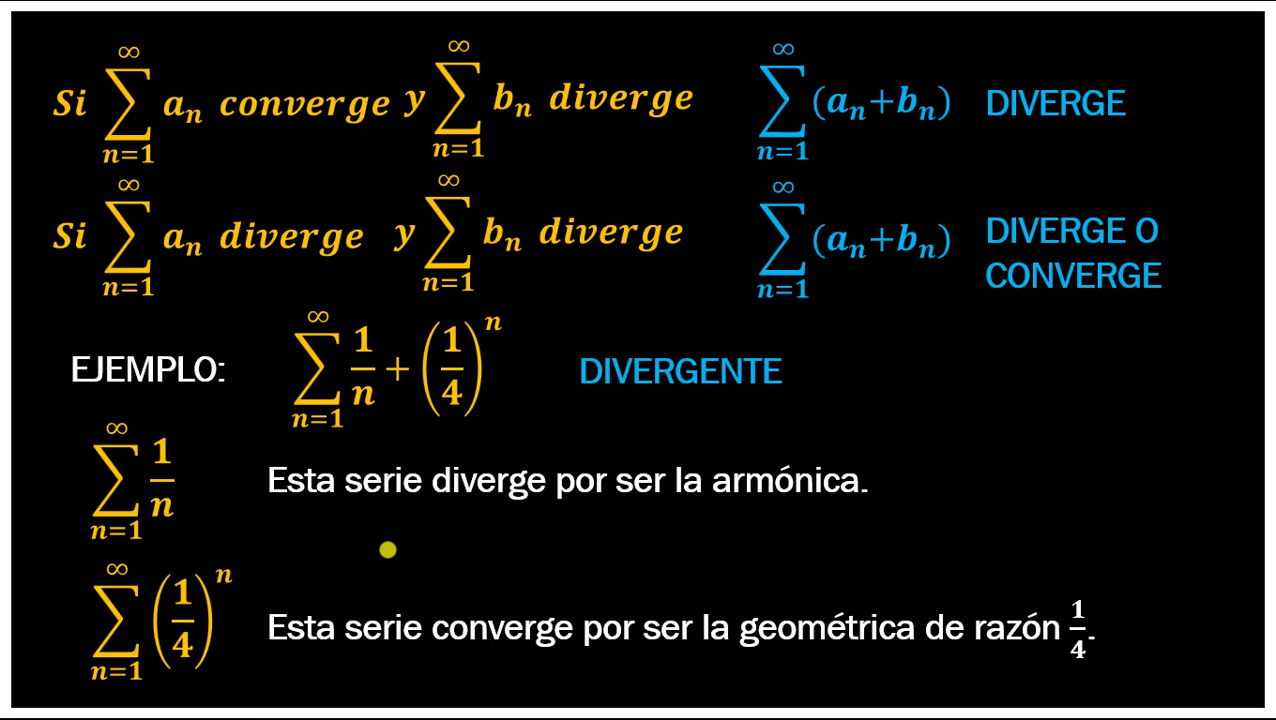 Si ∑_{n=1}^{∞} a_n converge y ∑_{n=1}^{∞} b_n diverge ∑_{n=1}^{∞} (a_n+b_n) DIVERGE
Si ∑_{n=1}^{∞} a_n diverge y ∑_{n=1}^{∞} b_n diverge ∑_{n=1}^{∞} (a_n+b_n) DIVERGE O CONVERGE
EJEMPLO: ∑_{n=1}^{∞} 1/n + (1/4)^n DIVERGENTE
∑_{n=1}^{∞} 1/n Esta serie diverge por ser la armónica.
∑_{n=1}^{∞} (1/4)^n Esta serie converge por ser la geométrica de razón 1/4.